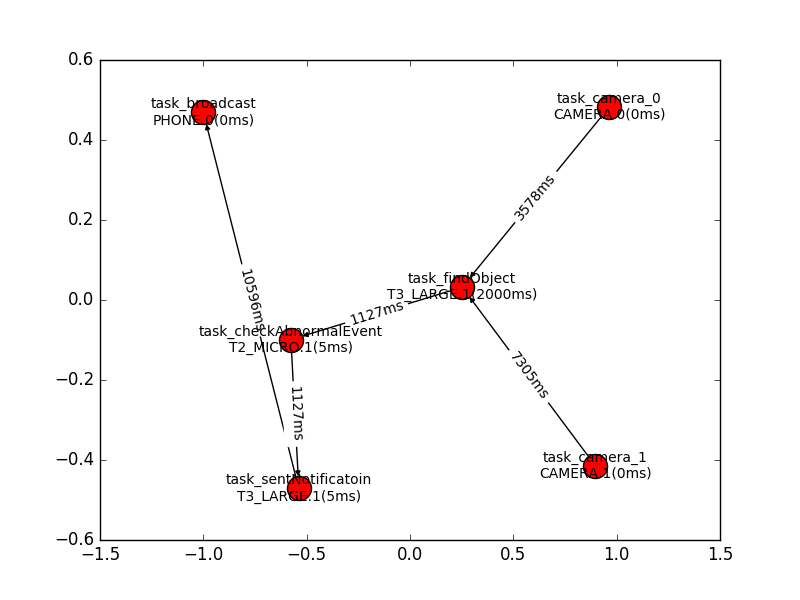 0.6
0.4
0.2
0.0
−0.2
−0.4
−0.6
−1.5
−1.0
−0.5
0.0
0.5
1.0
1.5
task_broadcast
PHONE.0(0ms)
task_camera_0
CAMERA.0(0ms)
3578ms
task_findObject
T3_LARGE.1(2000ms)
10596ms
1127ms
task_checkAbnormalEvent
T2_MICRO.1(5ms)
7305ms
1127ms
task_camera_1
CAMERA.1(0ms)
task_sentNotificatoin
T3_LARGE.1(5ms)